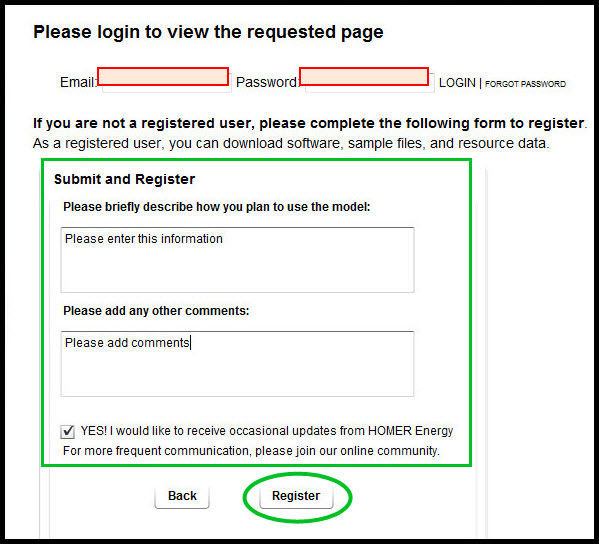 Please login to view the requested page
Email: Password: LOGIN | FORGOT PASSWORD
If you are not a registered user, please complete the following form to register.
As a registered user, you can download software, sample files, and resource data.
Submit and Register
Please briefly describe how you plan to use the model:
Please enter this information
Please add any other comments:
Please add comments
YES! I would like to receive occasional updates from HOMER Energy
For more frequent communication, please join our online community.
Back Register